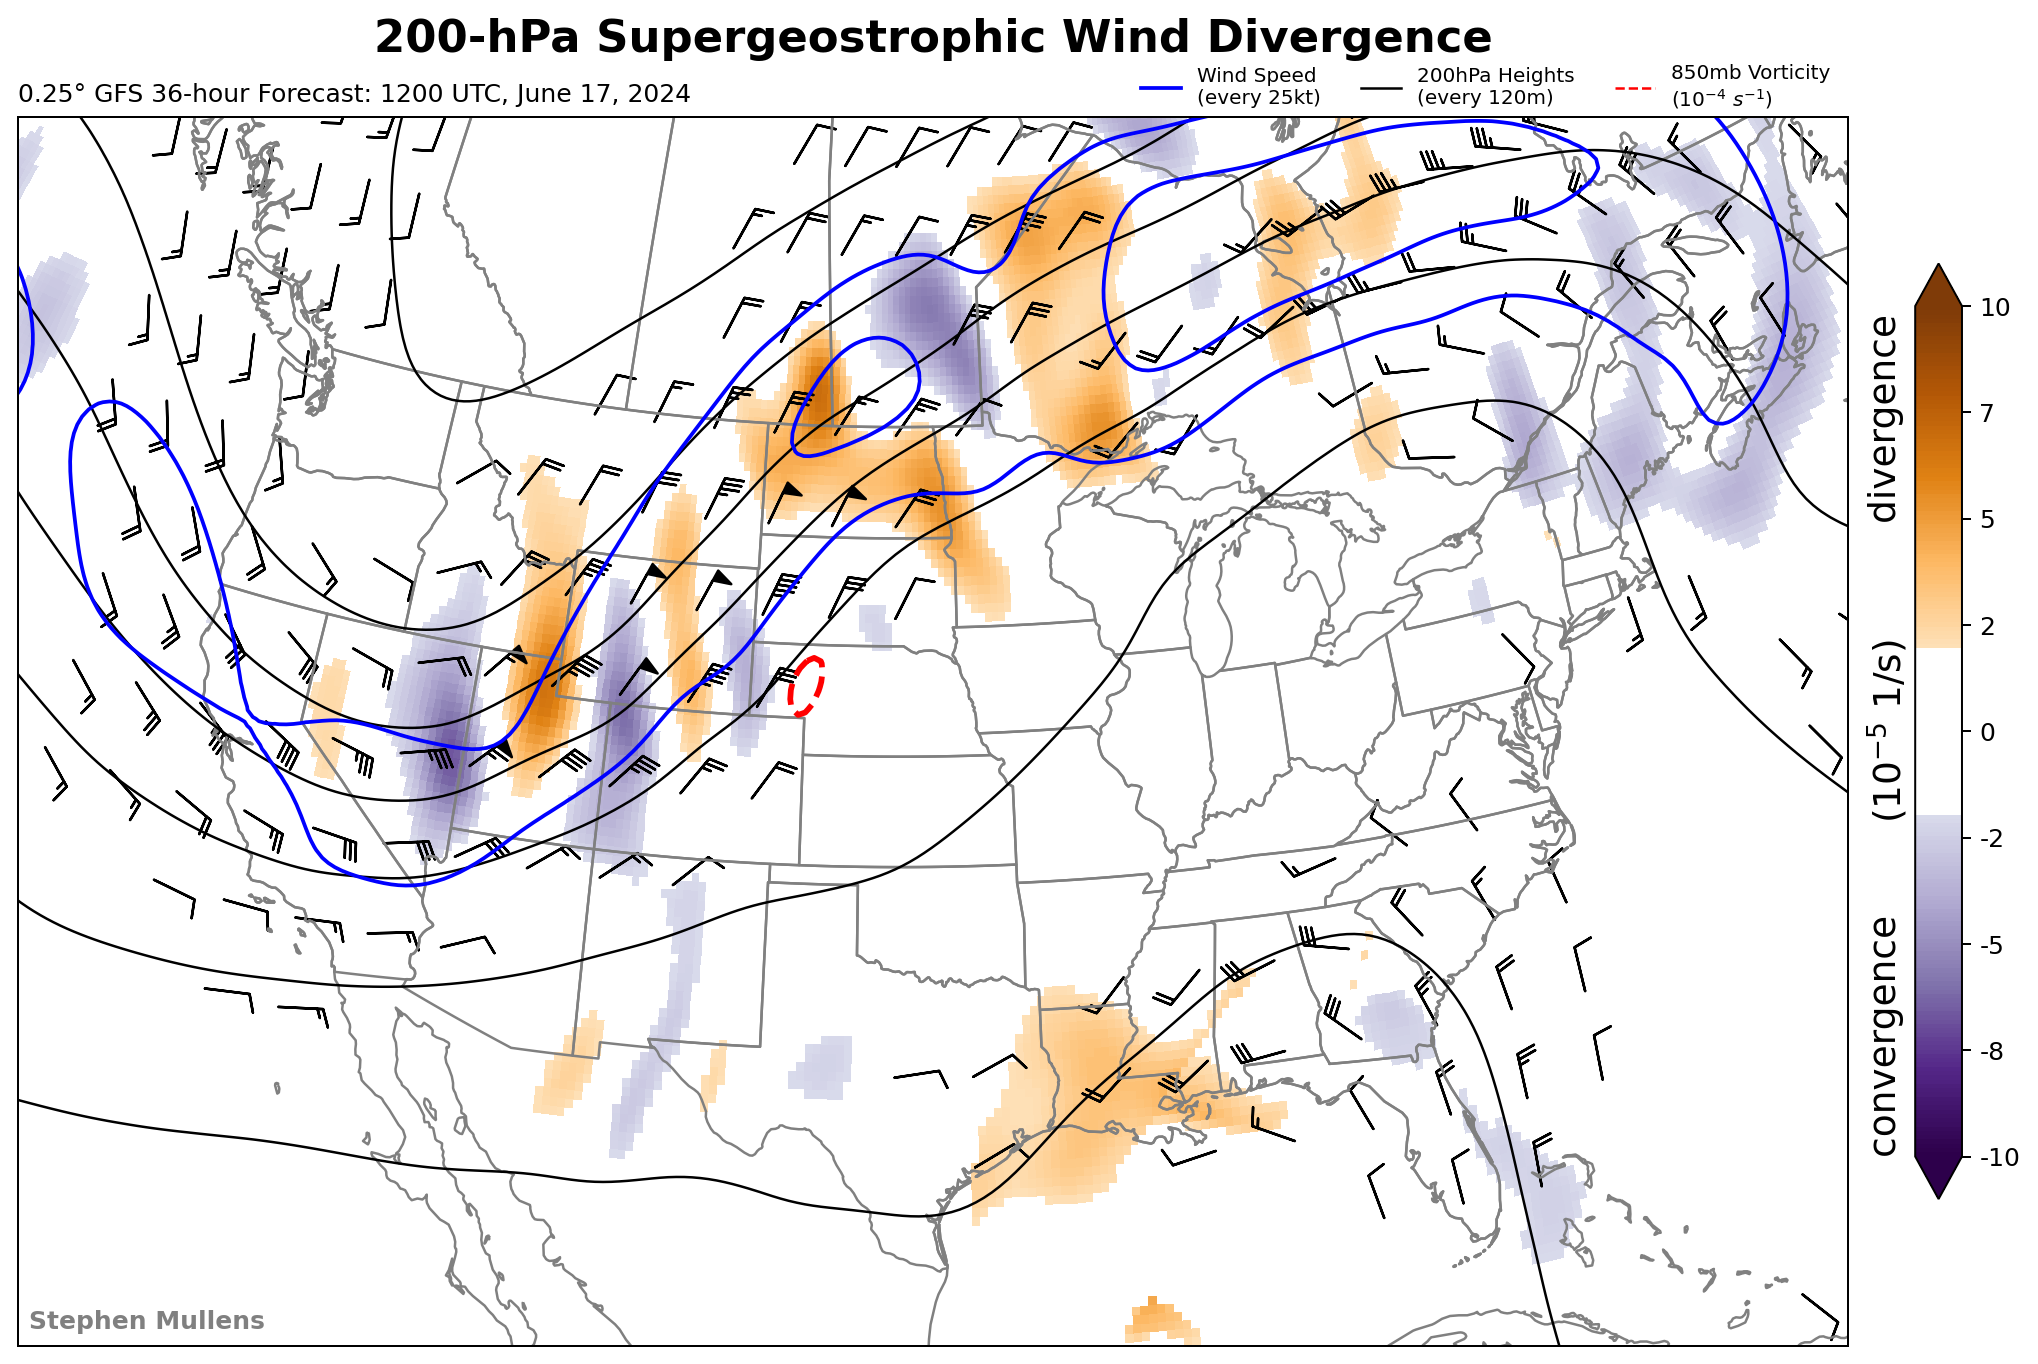 200-hPa Supergeostrophic Wind Divergence
0.25° GFS 36-hour Forecast: 1200 UTC, June 17, 2024
Wind Speed
(every 25kt)
200hPa Heights
(every 120m)
850mb Vorticity
(10⁻⁴ s⁻¹)
10
7
5
2
0
-2
-5
-8
-10
convergence (10⁻⁵ 1/s) divergence
Stephen Mullens